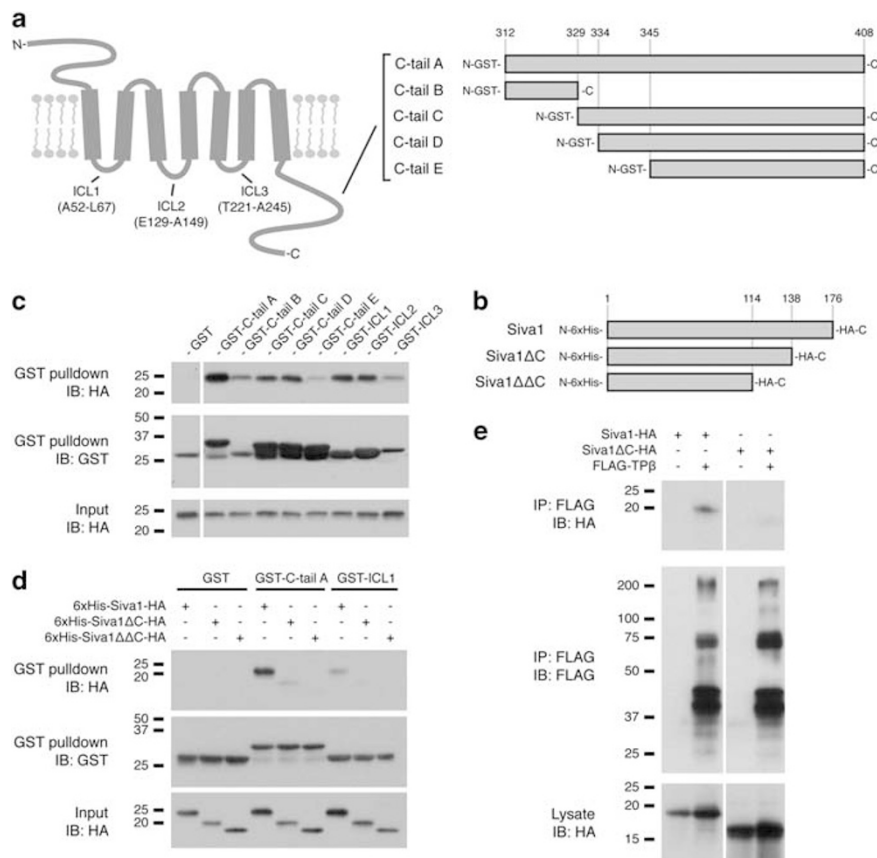 a
N-
ICL1
(A52-L67)
ICL2
(E129-A149)
ICL3
(T221-A245)
-C
312 329 334 345 408
C-tail A N-GST- -C
C-tail B N-GST- -C
C-tail C N-GST- -C
C-tail D N-GST- -C
C-tail E N-GST- -C
c
- GST
- GST-C-tail A
- GST-C-tail B
- GST-C-tail C
- GST-C-tail D
- GST-C-tail E
- GST-ICL1
- GST-ICL2
- GST-ICL3
GST pulldown
IB: HA
25
20
GST pulldown
IB: GST
50
37
25
Input
IB: HA
25
20
b
1 114 138 176
Siva1 N-6xHis- -HA-C
Siva1ΔC N-6xHis- -HA-C
Siva1ΔΔC N-6xHis- -HA-C
d
GST GST-C-tail A GST-ICL1
6xHis-Siva1-HA + - - + - - + - -
6xHis-Siva1ΔC-HA - + - - + - - + -
6xHis-Siva1ΔΔC-HA - - + - - + - - +
GST pulldown
IB: HA
25
20
GST pulldown
IB: GST
50
37
25
Input
IB: HA
25
20
e
Siva1-HA + + - -
Siva1ΔC-HA - - + +
FLAG-TPβ - + - +
IP: FLAG
IB: HA
25
20
IP: FLAG
IB: FLAG
200
100
75
50
37
25
Lysate
IB: HA
25
20
15